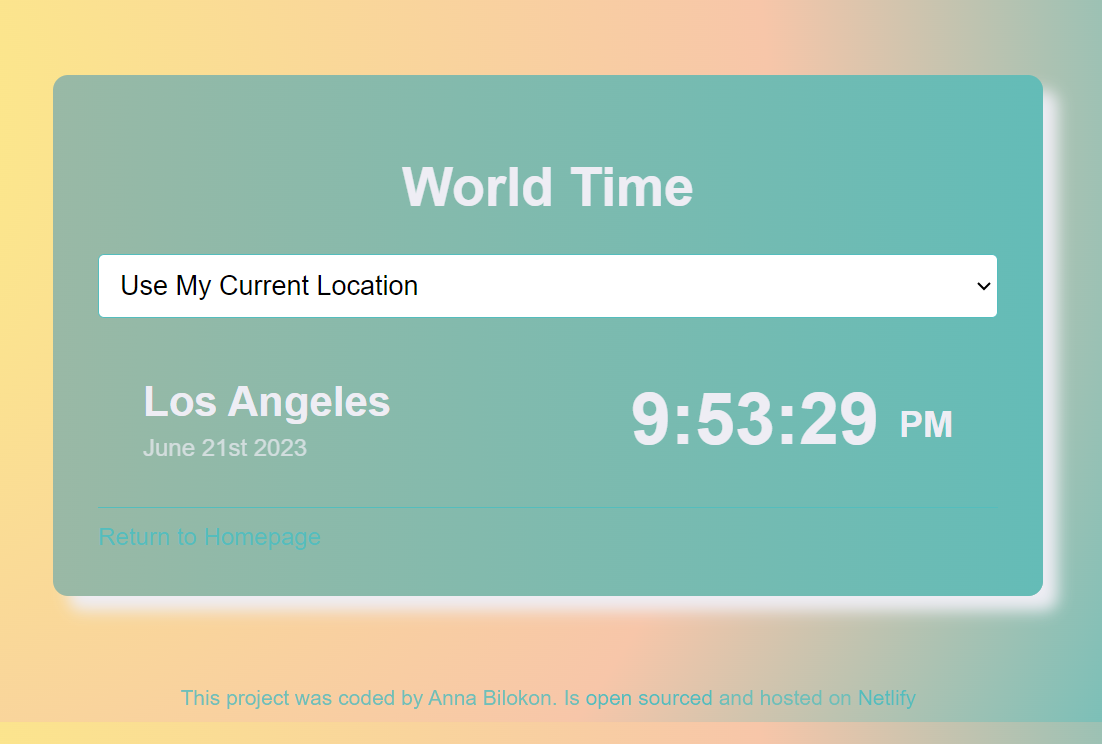 World Time
Use My Current Location
Los Angeles
June 21st 2023
9:53:29 PM
Return to Homepage
This project was coded by Anna Bilokon. Is open sourced and hosted on Netlify